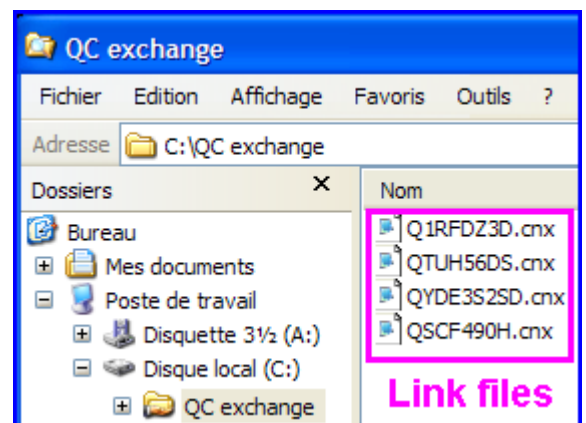 QC exchange
Fichier Edition Affichage Favoris Outils ?
Adresse C:\QC exchange
Dossiers X
Nom
Bureau
Mes documents
Poste de travail
Disquette 3½ (A:)
Disque local (C:)
QC exchange
Q1RFDZ3D.cnx
QTUH56DS.cnx
QYDE3S2SD.cnx
QSCF490H.cnx
Link files